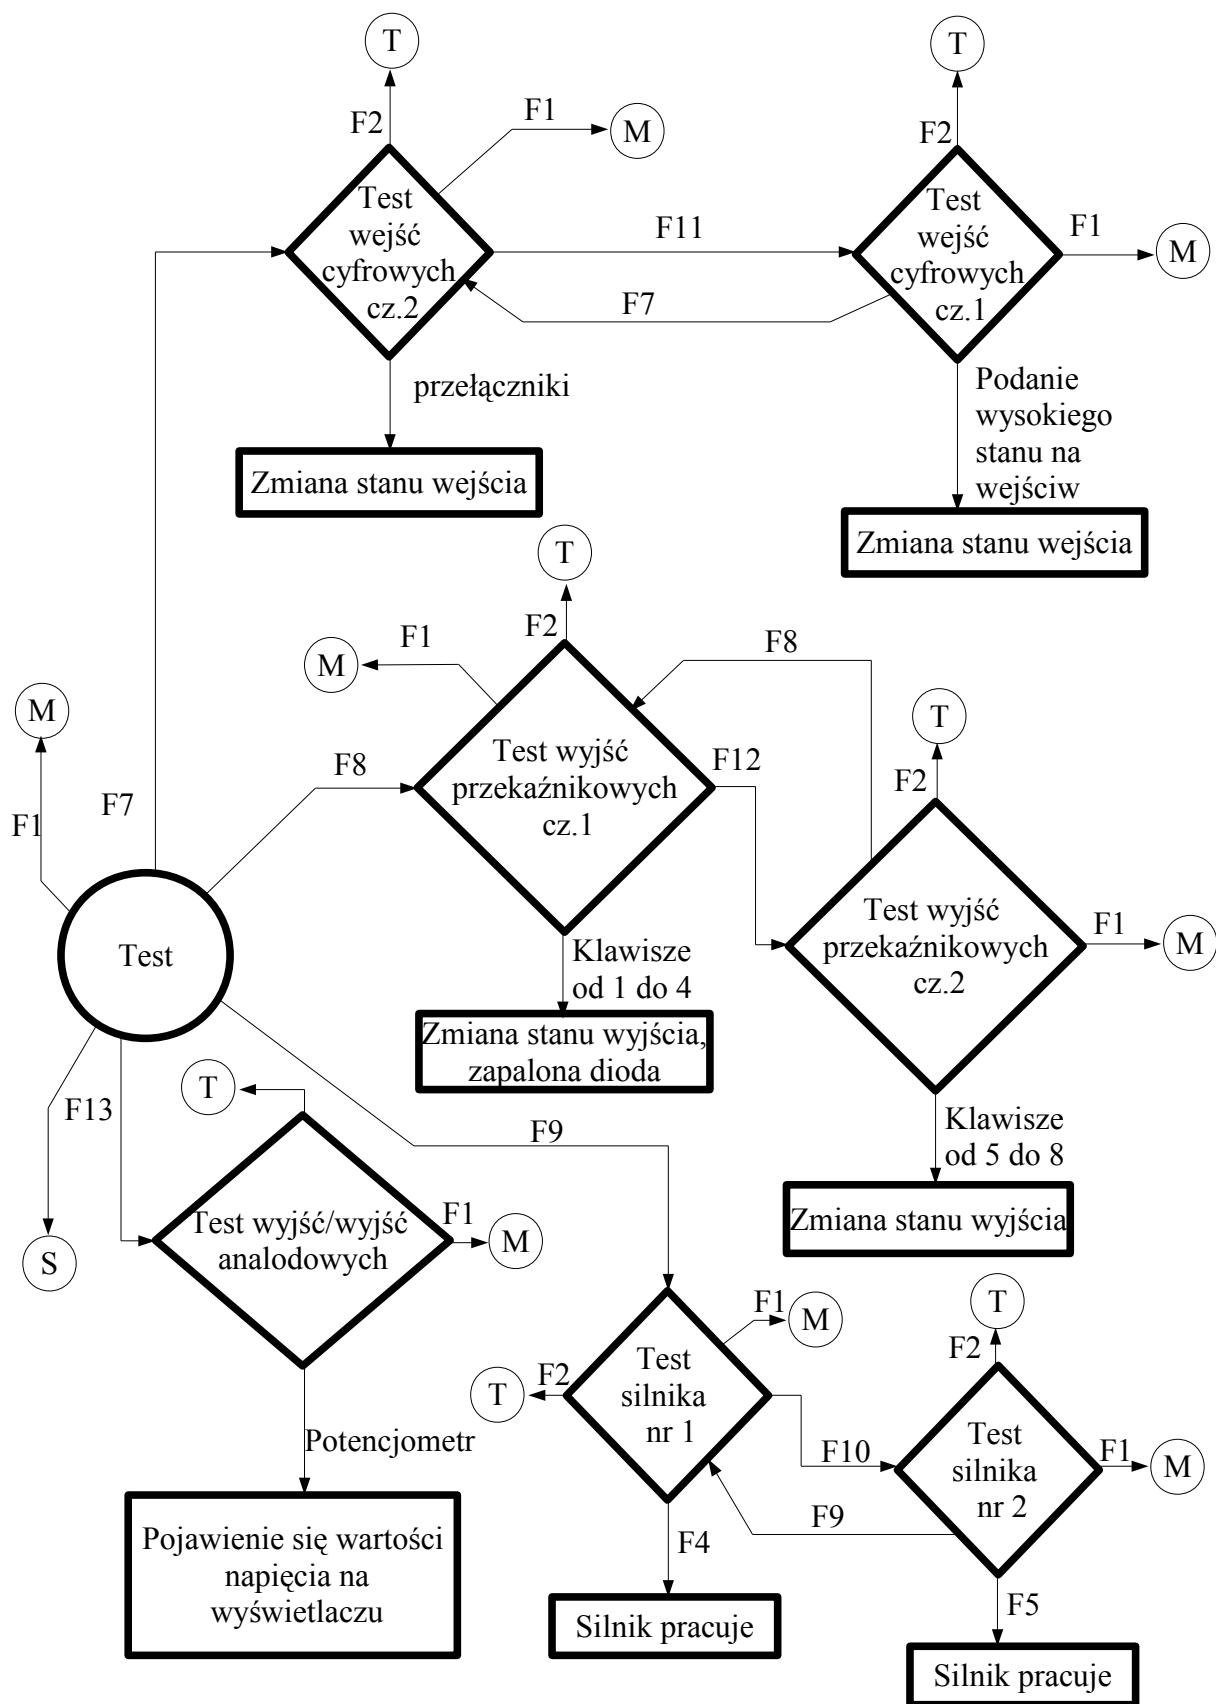 T
T
F2
F1
M
F2
Test
wejść
cyfrowych
cz.2
F11
Test
wejść
cyfrowych
cz.1
F1
M
F7
przełączniki
Podanie
wysokiego
stanu na
wejściw
Zmiana stanu wejścia
Zmiana stanu wejścia
T
F2
F1
M
F8
M
T
F7
F8
Test wyjść
przekaźnikowych
cz.1
F12
F2
F1
Test
Test wyjść
przekaźnikowych
cz.2
F1
M
Klawisze
od 1 do 4
Zmiana stanu wyjścia,
zapalona dioda
T
F13
F9
Klawisze
od 5 do 8
Test wyjść/wyjść
analodowych
F1
M
Zmiana stanu wyjścia
S
F1
M
T
F2
Test
silnika
nr 1
F2
T
F10
Test
silnika
nr 2
F1
M
Potencjometr
F9
F4
Pojawienie się wartości
napięcia na
wyświetlaczu
F5
Silnik pracuje
Silnik pracuje